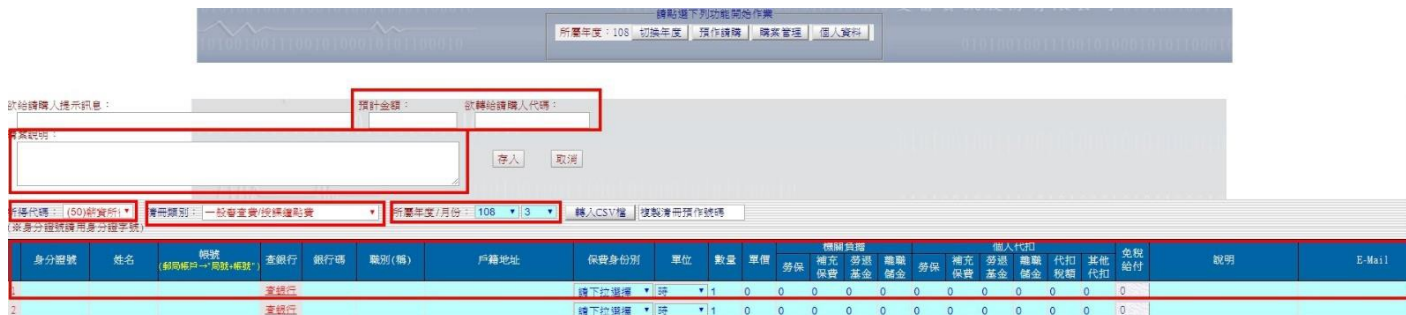 請點選下列功能開始作業
所屬年度：108 切換年度 預作請購 購案管理 個人資料
欲給請購人提示訊息： 預計金額： 欲轉給請購人代碼：
購案說明：
存入 取消
所得代碼： (50)薪資所 清冊類別： 一般審查費/授課鐘點費 所屬年度/月份： 108 3 轉入CSV檔 複製清冊預作號碼
(※身分證號請用身分證字號)
機關負擔 個人代扣
身分證號 姓名 帳號 查銀行 銀行碼 職別(稱) 戶籍地址 保費身份別 單位 數量 單價 勞保 補充保費 勞退基金 離職儲金 勞保 補充保費 勞退基金 離職儲金 代扣稅額 其他代扣 免稅給付 說明 E-Mail
(郵局帳戶→"局號+帳號")
1 查銀行 請下拉選擇 時 1 0 0 0 0 0 0 0 0 0 0 0 0
2 查銀行 請下拉選擇 時 1 0 0 0 0 0 0 0 0 0 0 0 0